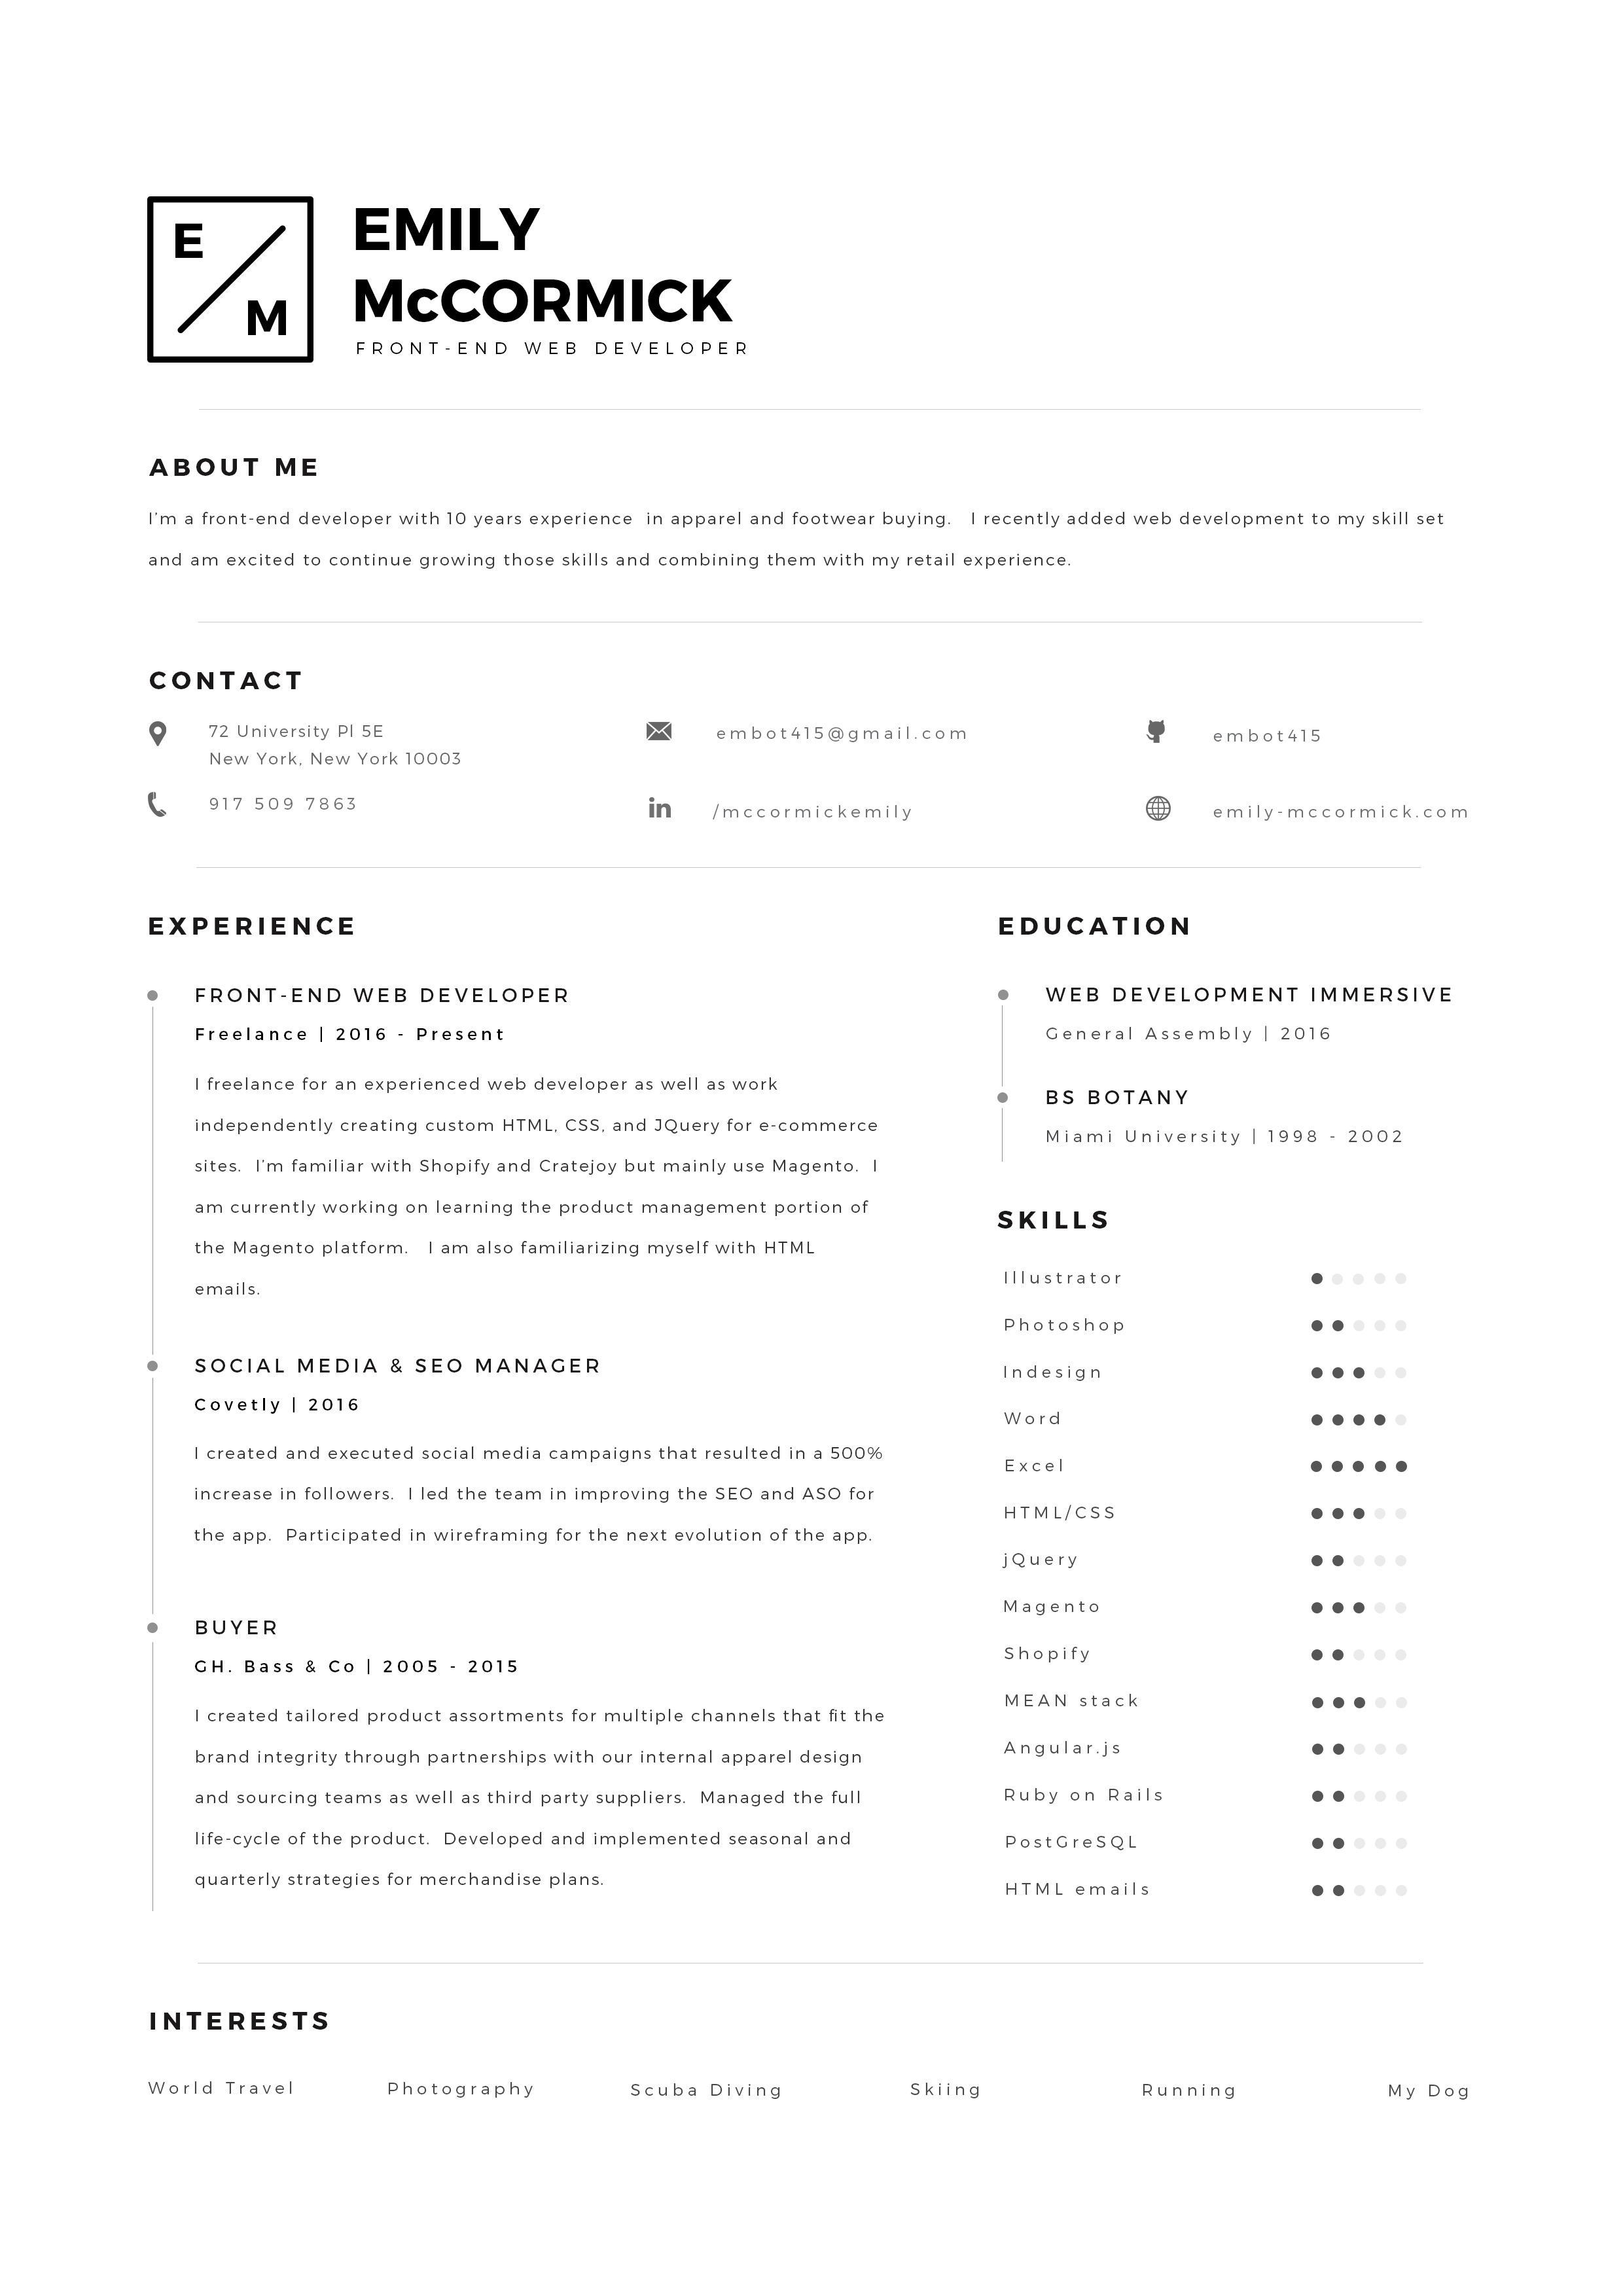 E
M
EMILY
McCORMICK
FRONT-END WEB DEVELOPER
ABOUT ME
I'm a front-end developer with 10 years experience in apparel and footwear buying. I recently added web development to my skill set
and am excited to continue growing those skills and combining them with my retail experience.
CONTACT
72 University Pl 5E
New York, New York 10003
917 509 7863
embot415@gmail.com
/mccormickemily
embot415
emily-mccormick.com
EXPERIENCE
FRONT-END WEB DEVELOPER
Freelance | 2016 - Present
I freelance for an experienced web developer as well as work
independently creating custom HTML, CSS, and JQuery for e-commerce
sites. I'm familiar with Shopify and Cratejoy but mainly use Magento. I
am currently working on learning the product management portion of
the Magento platform. I am also familiarizing myself with HTML
emails.
SOCIAL MEDIA & SEO MANAGER
Covetly | 2016
I created and executed social media campaigns that resulted in a 500%
increase in followers. I led the team in improving the SEO and ASO for
the app. Participated in wireframing for the next evolution of the app.
BUYER
GH. Bass & Co | 2005 - 2015
I created tailored product assortments for multiple channels that fit the
brand integrity through partnerships with our internal apparel design
and sourcing teams as well as third party suppliers. Managed the full
life-cycle of the product. Developed and implemented seasonal and
quarterly strategies for merchandise plans.
EDUCATION
WEB DEVELOPMENT IMMERSIVE
General Assembly | 2016
BS BOTANY
Miami University | 1998 - 2002
SKILLS
Illustrator
Photoshop
Indesign
Word
Excel
HTML/CSS
jQuery
Magento
Shopify
MEAN stack
Angular.js
Ruby on Rails
PostGreSQL
HTML emails
INTERESTS
World Travel
Photography
Scuba Diving
Skiing
Running
My Dog